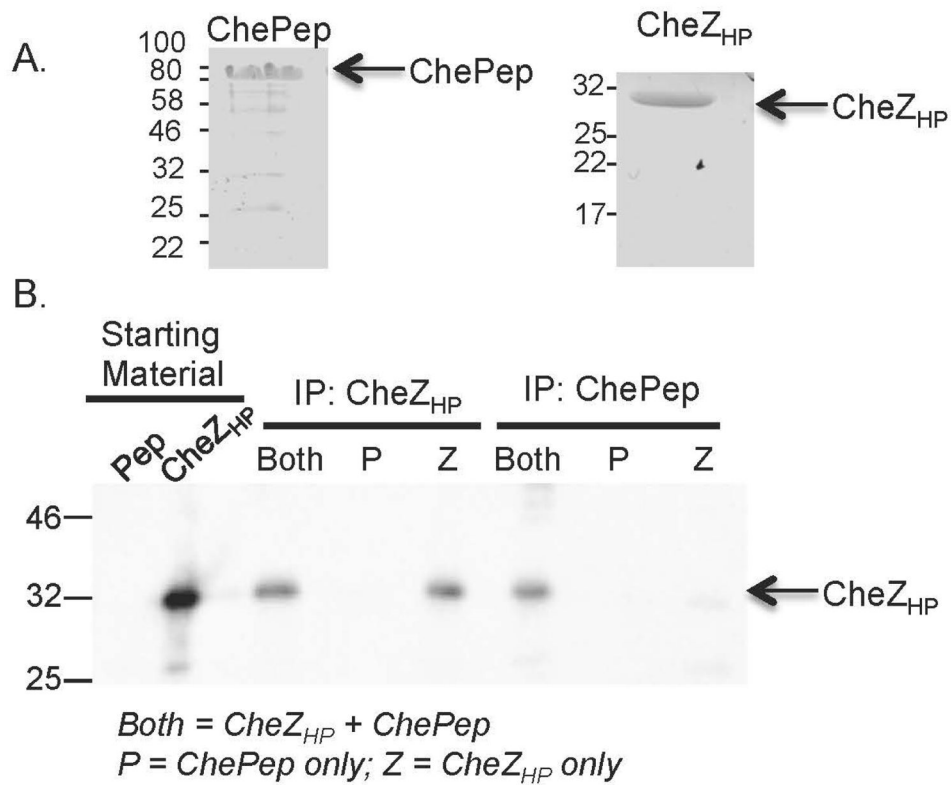 A.
ChePep
100
80
58
46
32
25
22
ChePep
CheZHP
32
25
22
17
CheZHP
B.
Starting
Material
IP: CheZHP
IP: ChePep
Pep
CheZHP
Both P Z
Both P Z
46
32
25
CheZHP
Both = CheZHP + ChePep
P = ChePep only; Z = CheZHP only